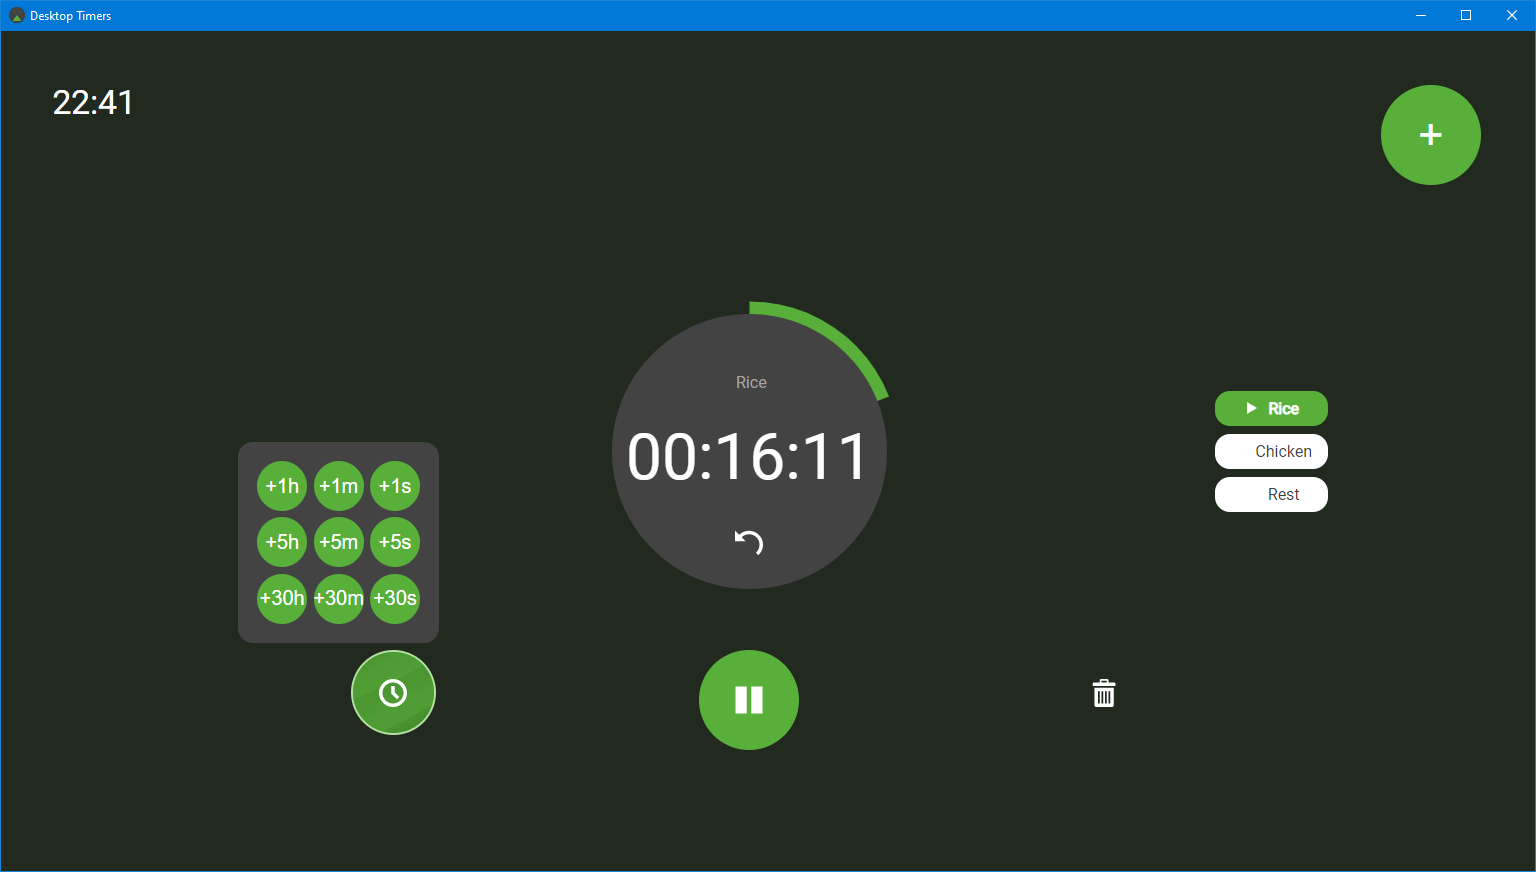 Desktop Timers
22:41
+
Rice
00:16:11
+1h +1m +1s
+5h +5m +5s
+30h +30m +30s
Rice
Chicken
Rest